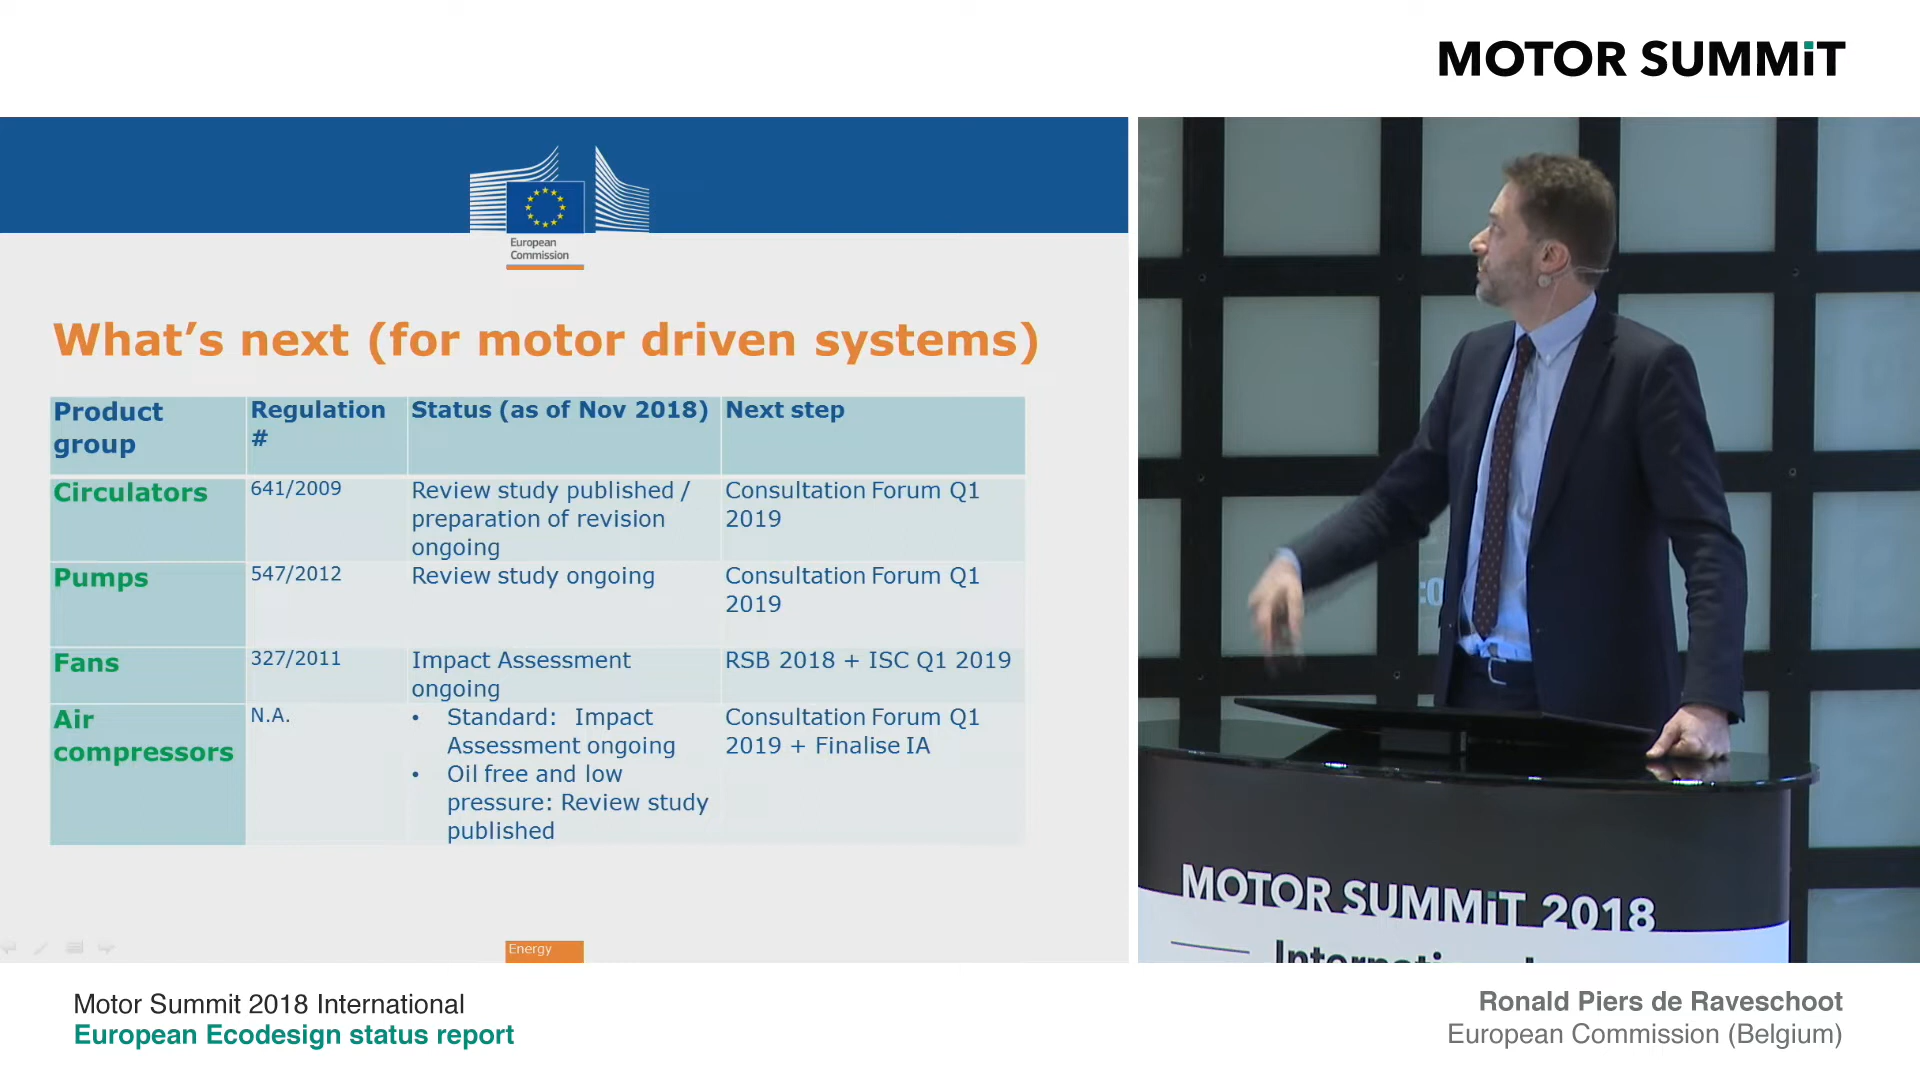 MOTOR SUMMiT
European
Commission
What’s next (for motor driven systems)
Product
group
Regulation
#
Status (as of Nov 2018)
Next step
Circulators
641/2009
Review study published /
preparation of revision
ongoing
Consultation Forum Q1
2019
Pumps
547/2012
Review study ongoing
Consultation Forum Q1
2019
Fans
327/2011
Impact Assessment
ongoing
RSB 2018 + ISC Q1 2019
Air
compressors
N.A.
• Standard: Impact
Assessment ongoing
• Oil free and low
pressure: Review study
published
Consultation Forum Q1
2019 + Finalise IA
Energy
MOTOR SUMMiT 2018
Motor Summit 2018 International
European Ecodesign status report
Ronald Piers de Raveschoot
European Commission (Belgium)